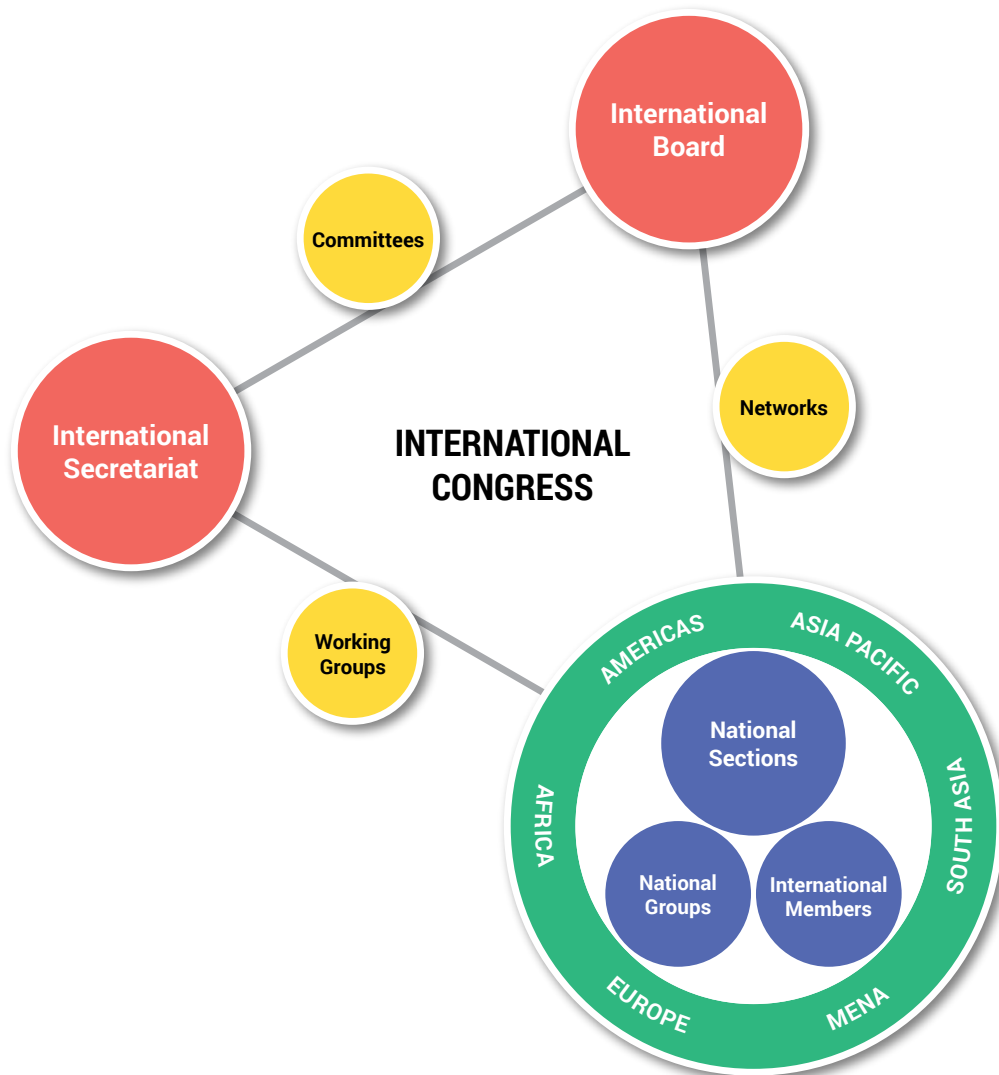 International
Board
Committees
International
Secretariat
Networks
INTERNATIONAL
CONGRESS
Working
Groups
AMERICAS
ASIA PACIFIC
National
Sections
AFRICA
SOUTH ASIA
National
Groups
International
Members
EUROPE
MENA